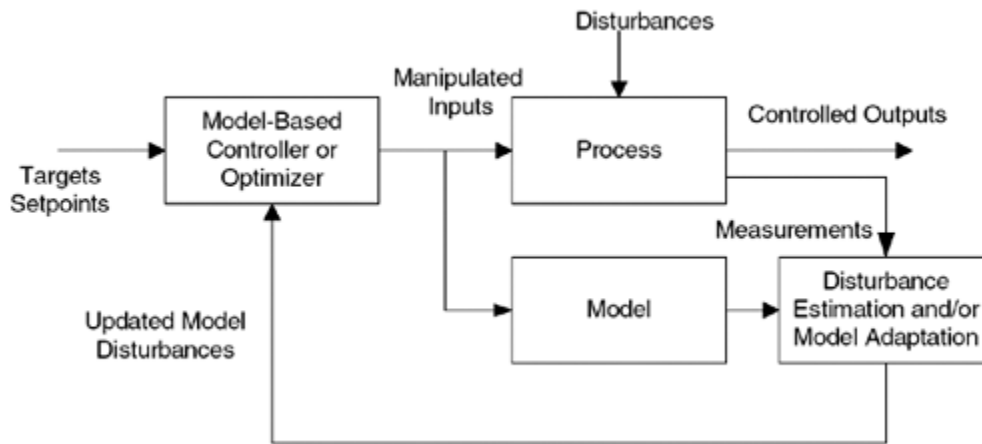 Disturbances
Manipulated
Inputs
Model-Based
Controller or
Optimizer
Process
Controlled Outputs
Targets
Setpoints
Measurements
Updated Model
Disturbances
Model
Disturbance
Estimation and/or
Model Adaptation